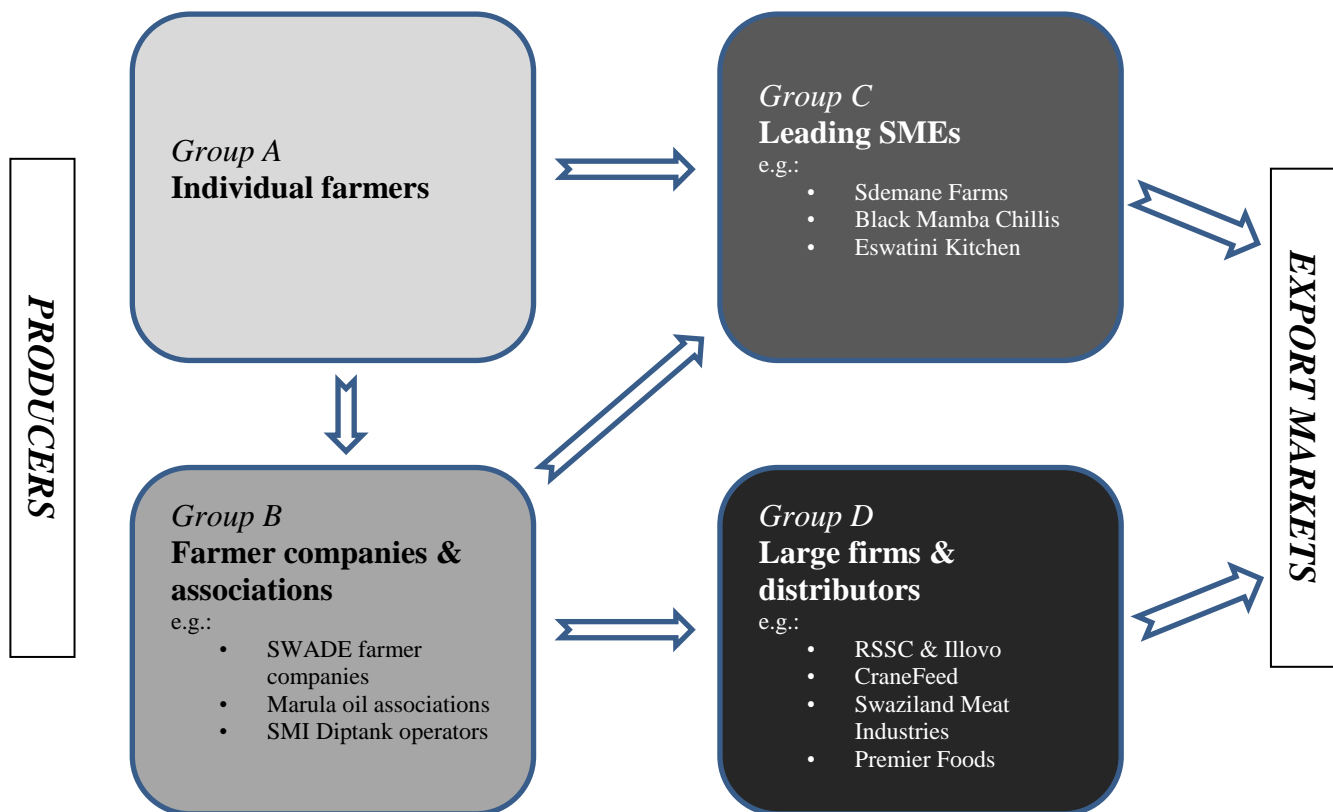 PRODUCERS
Group A
Individual farmers
Group B
Farmer companies &
associations
e.g.:
• SWADE farmer
companies
• Marula oil associations
• SMI Diptank operators
Group C
Leading SMEs
e.g.:
• Sdemane Farms
• Black Mamba Chillis
• Eswatini Kitchen
Group D
Large firms &
distributors
e.g.:
• RSSC & Illovo
• CraneFeed
• Swaziland Meat
Industries
• Premier Foods
EXPORT MARKETS